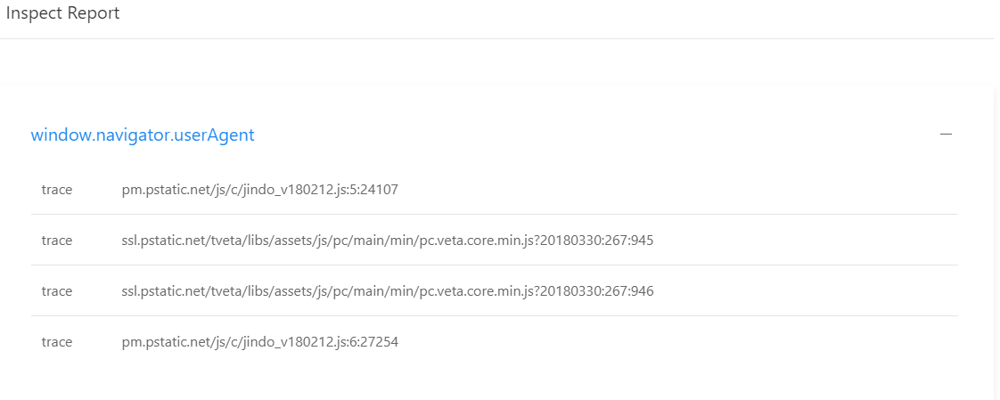 Inspect Report
window.navigator.userAgent
trace pm.pstatic.net/js/c/jindo_v180212.js:5:24107
trace ssl.pstatic.net/tveta/libs/assets/js/pc/main/min/pc.veta.core.min.js?20180330:267:945
trace ssl.pstatic.net/tveta/libs/assets/js/pc/main/min/pc.veta.core.min.js?20180330:267:946
trace pm.pstatic.net/js/c/jindo_v180212.js:6:27254